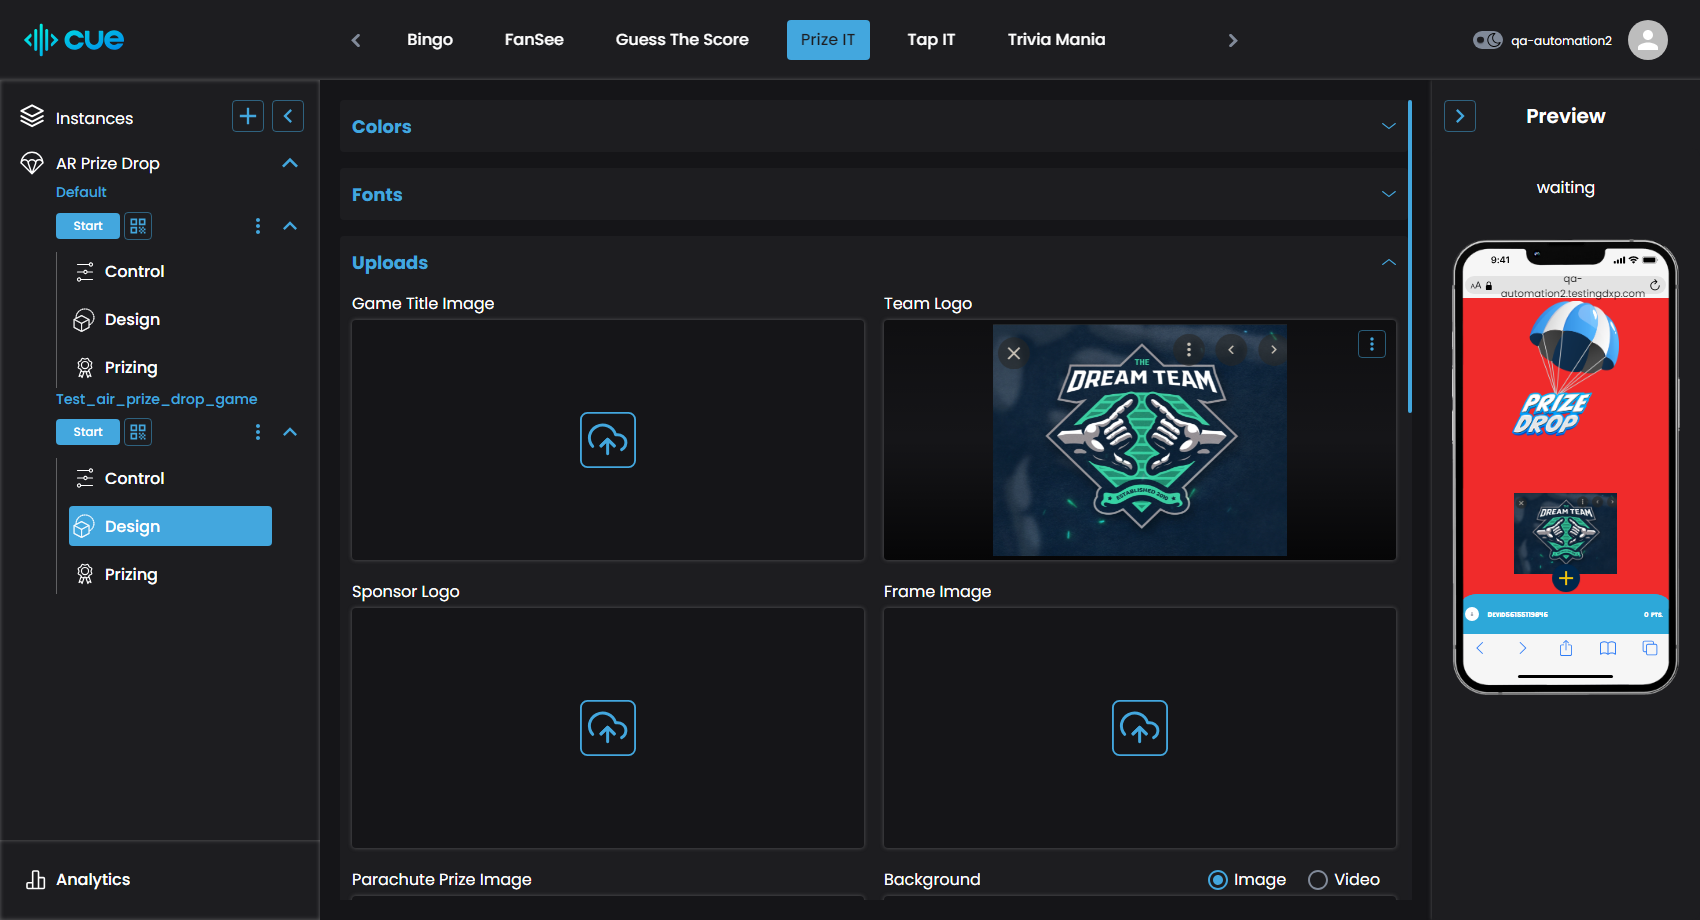 cue
Bingo
FanSee
Guess The Score
Prize IT
Tap IT
Trivia Mania
qa-automation2
Instances
AR Prize Drop
Default
Start
Control
Design
Prizing
Test_air_prize_drop_game
Start
Control
Design
Prizing
Analytics
Colors
Fonts
Uploads
Game Title Image
Team Logo
THE
DREAM TEAM
ESTABLISHED 2019
Sponsor Logo
Frame Image
Parachute Prize Image
Background
Image
Video
Preview
waiting
9:41
AA
qa-
automation2.testingdxp.com
PRIZE
DROP
DREAM TEAM
0 PTS.